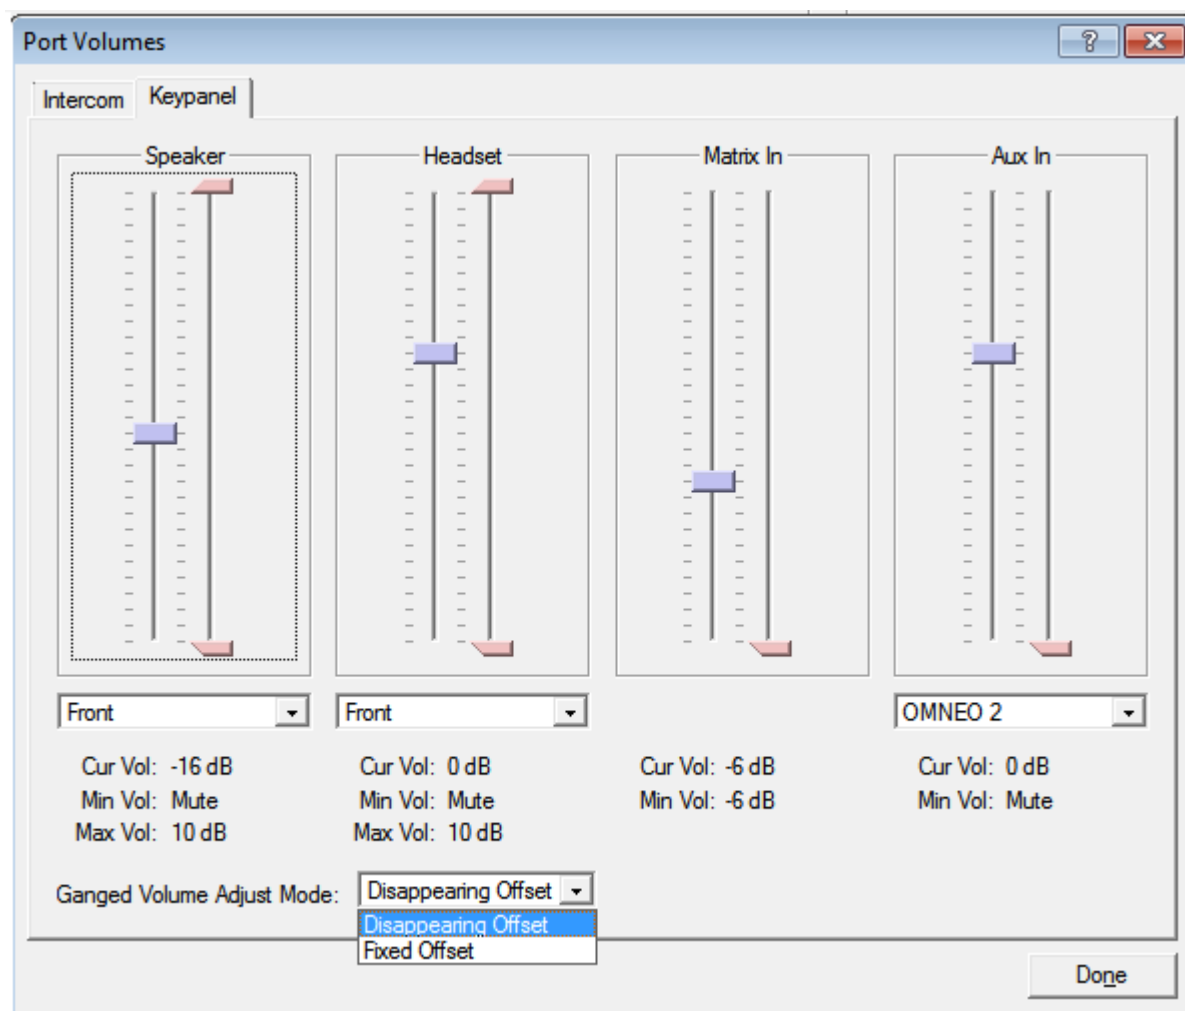 Port Volumes
?
Intercom Keypanel
Speaker Headset Matrix In Aux In
Front Front OMNEO 2
Cur Vol: -16 dB Cur Vol: 0 dB Cur Vol: -6 dB Cur Vol: 0 dB
Min Vol: Mute Min Vol: Mute Min Vol: -6 dB Min Vol: Mute
Max Vol: 10 dB Max Vol: 10 dB
Ganged Volume Adjust Mode: Disappearing Offset
Disappearing Offset
Fixed Offset
Done